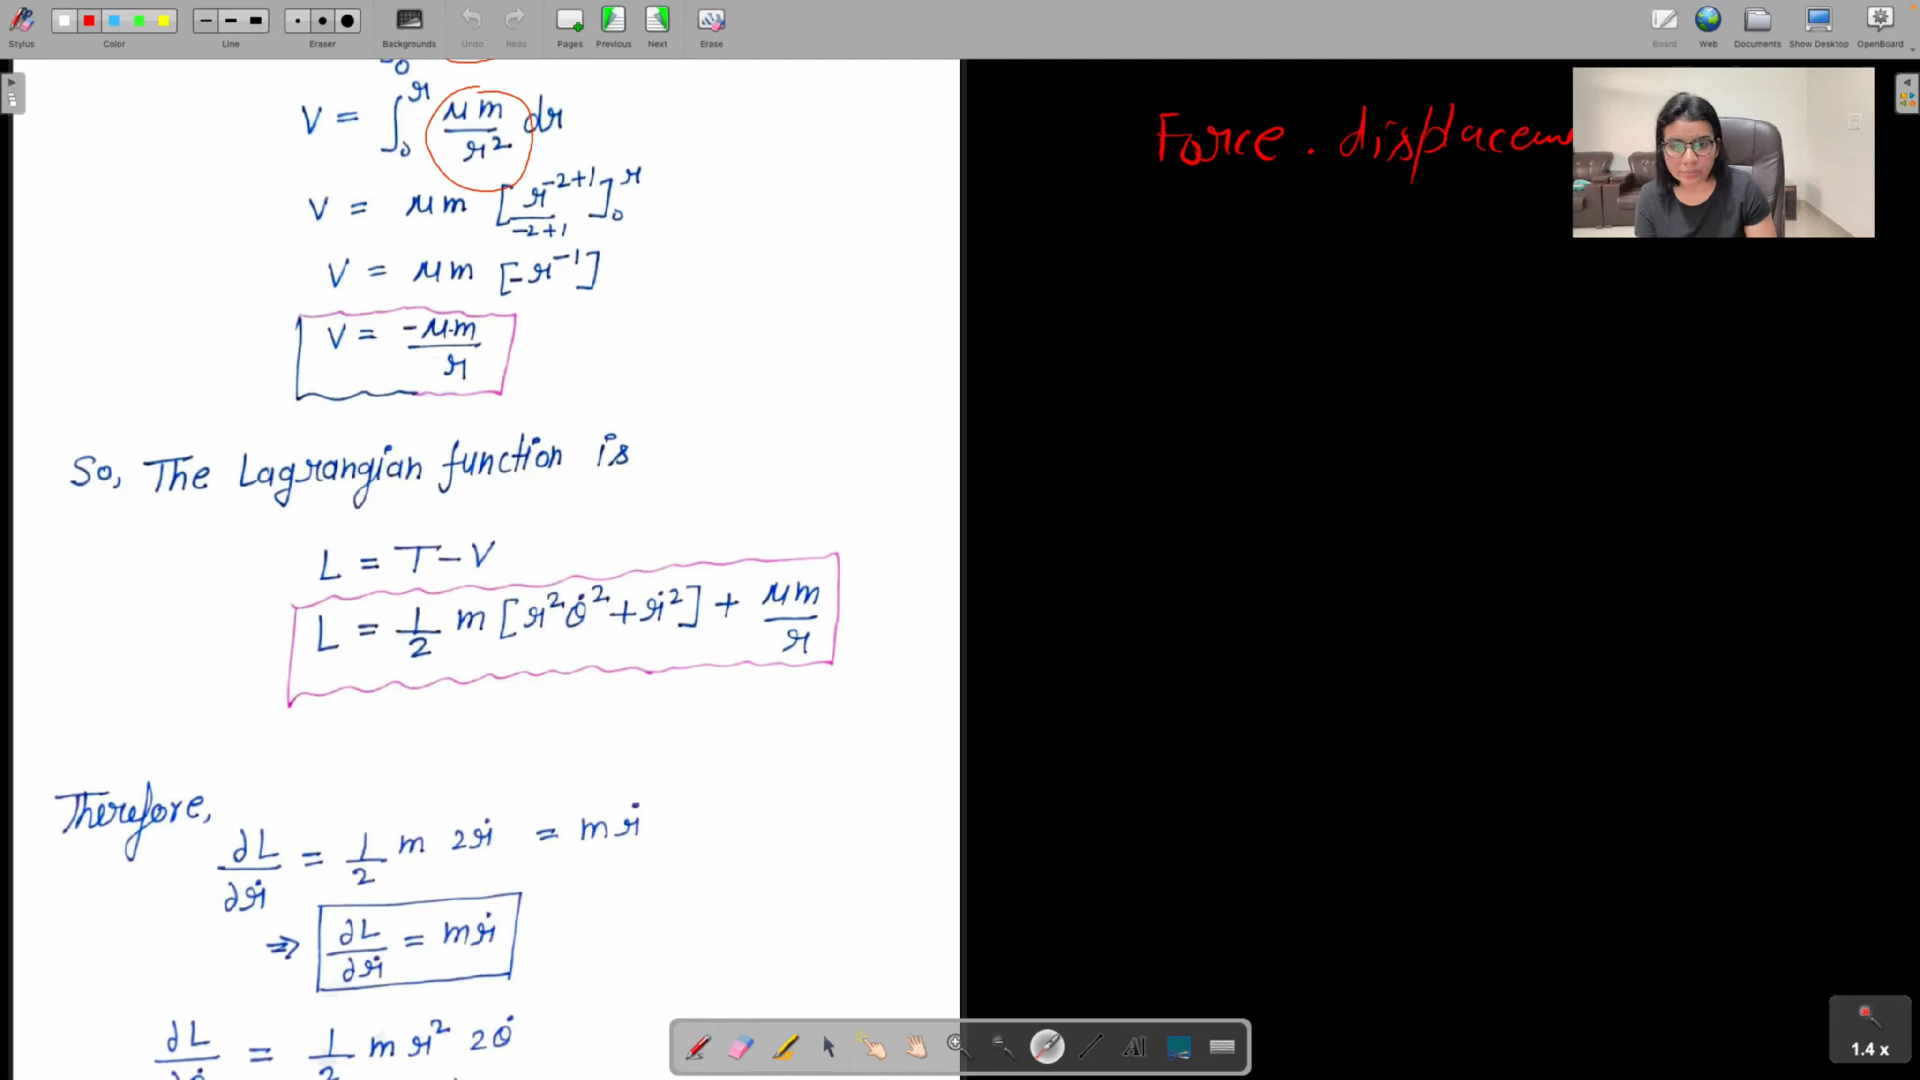 Stylus
Color
Line
Eraser
Backgrounds
Undo
Redo
Pages
Previous
Next
Erase
Board
Web
Documents
Show Desktop
OpenBoard
V = ∫₀^r μm/r² dr
V = μm [r^(-2+1)/(-2+1)]₀^r
V = μm [-r⁻¹]
V = -μm/r
So, The Lagrangian function is
L = T - V
L = 1/2 m [r²θ̇² + ṙ²] + μm/r
Therefore,
∂L/∂ṙ = 1/2 m 2ṙ = mṙ
⇒ ∂L/∂ṙ = mṙ
∂L/∂θ̇ = 1/2 m r² 2θ̇
Force . displacem
1.4 x